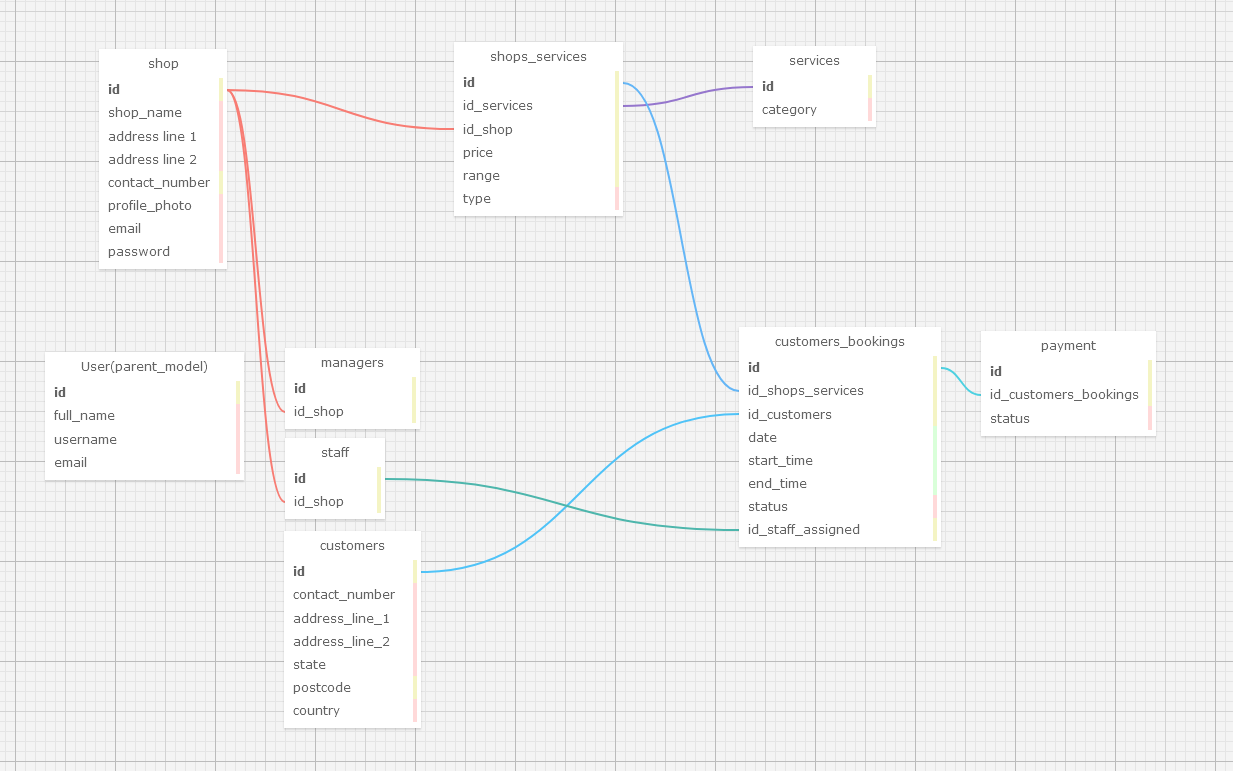 shop
id
shop_name
address line 1
address line 2
contact_number
profile_photo
email
password
shops_services
id
id_services
id_shop
price
range
type
services
id
category
User(parent_model)
id
full_name
username
email
managers
id
id_shop
staff
id
id_shop
customers
id
contact_number
address_line_1
address_line_2
state
postcode
country
customers_bookings
id
id_shops_services
id_customers
date
start_time
end_time
status
id_staff_assigned
payment
id
id_customers_bookings
status